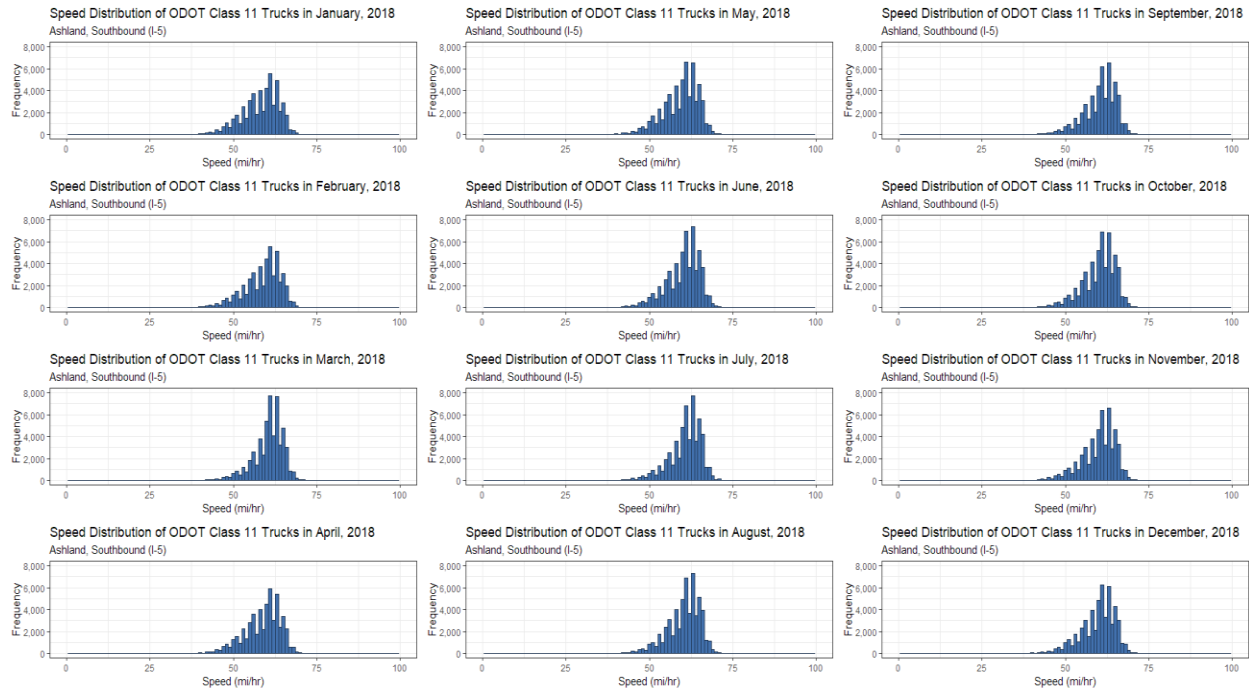 Speed Distribution of ODOT Class 11 Trucks in January, 2018
Ashland, Southbound (I-5)
8,000
6,000
4,000
2,000
0
Frequency
0 25 50 75 100
Speed (mi/hr)
Speed Distribution of ODOT Class 11 Trucks in May, 2018
Ashland, Southbound (I-5)
8,000
6,000
4,000
2,000
0
Frequency
0 25 50 75 100
Speed (mi/hr)
Speed Distribution of ODOT Class 11 Trucks in September, 2018
Ashland, Southbound (I-5)
8,000
6,000
4,000
2,000
0
Frequency
0 25 50 75 100
Speed (mi/hr)
Speed Distribution of ODOT Class 11 Trucks in February, 2018
Ashland, Southbound (I-5)
8,000
6,000
4,000
2,000
0
Frequency
0 25 50 75 100
Speed (mi/hr)
Speed Distribution of ODOT Class 11 Trucks in June, 2018
Ashland, Southbound (I-5)
8,000
6,000
4,000
2,000
0
Frequency
0 25 50 75 100
Speed (mi/hr)
Speed Distribution of ODOT Class 11 Trucks in October, 2018
Ashland, Southbound (I-5)
8,000
6,000
4,000
2,000
0
Frequency
0 25 50 75 100
Speed (mi/hr)
Speed Distribution of ODOT Class 11 Trucks in March, 2018
Ashland, Southbound (I-5)
8,000
6,000
4,000
2,000
0
Frequency
0 25 50 75 100
Speed (mi/hr)
Speed Distribution of ODOT Class 11 Trucks in July, 2018
Ashland, Southbound (I-5)
8,000
6,000
4,000
2,000
0
Frequency
0 25 50 75 100
Speed (mi/hr)
Speed Distribution of ODOT Class 11 Trucks in November, 2018
Ashland, Southbound (I-5)
8,000
6,000
4,000
2,000
0
Frequency
0 25 50 75 100
Speed (mi/hr)
Speed Distribution of ODOT Class 11 Trucks in April, 2018
Ashland, Southbound (I-5)
8,000
6,000
4,000
2,000
0
Frequency
0 25 50 75 100
Speed (mi/hr)
Speed Distribution of ODOT Class 11 Trucks in August, 2018
Ashland, Southbound (I-5)
8,000
6,000
4,000
2,000
0
Frequency
0 25 50 75 100
Speed (mi/hr)
Speed Distribution of ODOT Class 11 Trucks in December, 2018
Ashland, Southbound (I-5)
8,000
6,000
4,000
2,000
0
Frequency
0 25 50 75 100
Speed (mi/hr)